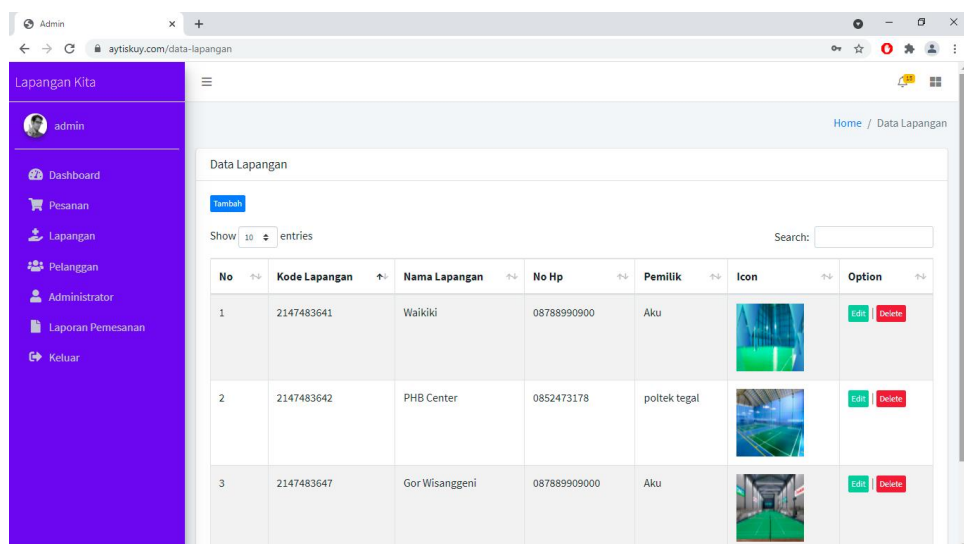 Admin
aytiskuy.com/data-lapangan
Lapangan Kita
15
admin
Home / Data Lapangan
Dashboard
Pesanan
Lapangan
Pelanggan
Administrator
Laporan Pemesanan
Keluar
Data Lapangan
Tambah
Show 10 entries
Search:
No Kode Lapangan Nama Lapangan No Hp Pemilik Icon Option
1 2147483641 Waikiki 08788990900 Aku Edit | Delete
2 2147483642 PHB Center 0852473178 poltek tegal Edit | Delete
3 2147483647 Gor Wisanggeni 087889909000 Aku Edit | Delete